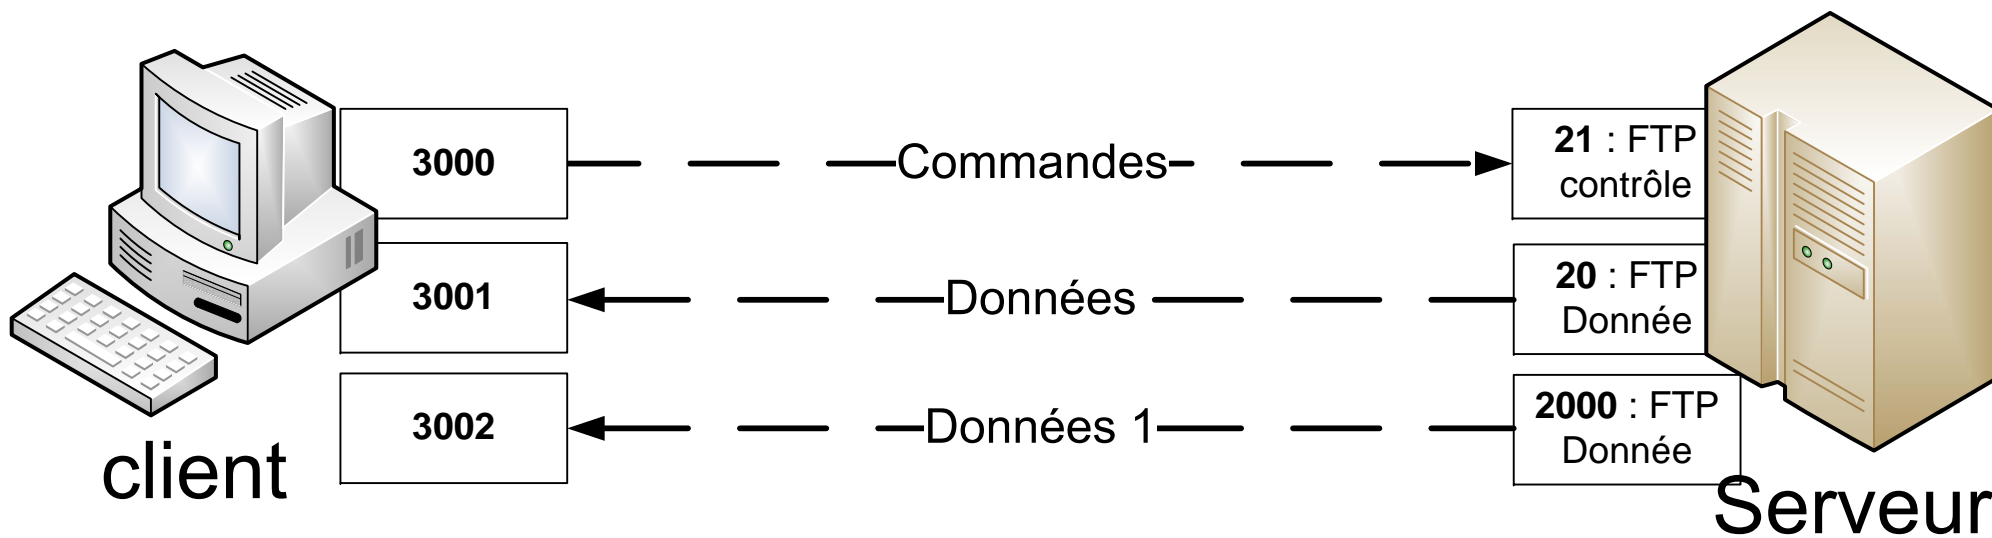 3000
Commandes
21 : FTP
contrôle
3001
Données
20 : FTP
Donnée
3002
Données 1
2000 : FTP
Donnée
client
Serveur